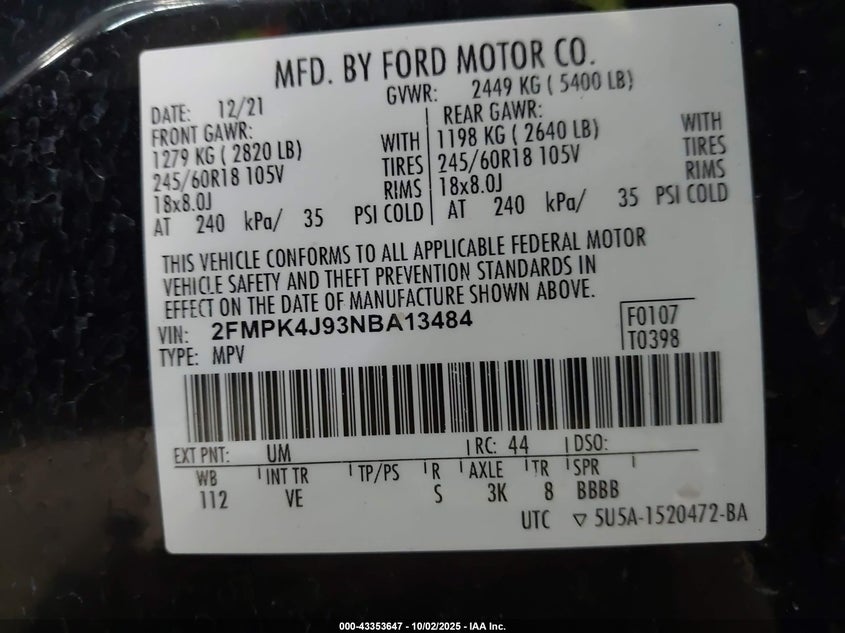 MFD. BY FORD MOTOR CO.
DATE: 12/21 GVWR: 2449 KG ( 5400 LB)
FRONT GAWR: REAR GAWR:
1279 KG ( 2820 LB) WITH 1198 KG ( 2640 LB) WITH
245/60R18 105V TIRES 245/60R18 105V TIRES
18x8.0J RIMS 18x8.0J RIMS
AT 240 kPa/ 35 PSI COLD AT 240 kPa/ 35 PSI COLD
THIS VEHICLE CONFORMS TO ALL APPLICABLE FEDERAL MOTOR
VEHICLE SAFETY AND THEFT PREVENTION STANDARDS IN
EFFECT ON THE DATE OF MANUFACTURE SHOWN ABOVE.
VIN: 2FMPK4J93NBA13484 F0107
TYPE: MPV T0398
EXT PNT: UM RC: 44 DSO:
WB INT TR TP/PS R AXLE TR SPR
112 VE S 3K 8 BBBB
UTC ▽ 5U5A-1520472-BA
000-43353647 - 10/02/2025 - IAA Inc.